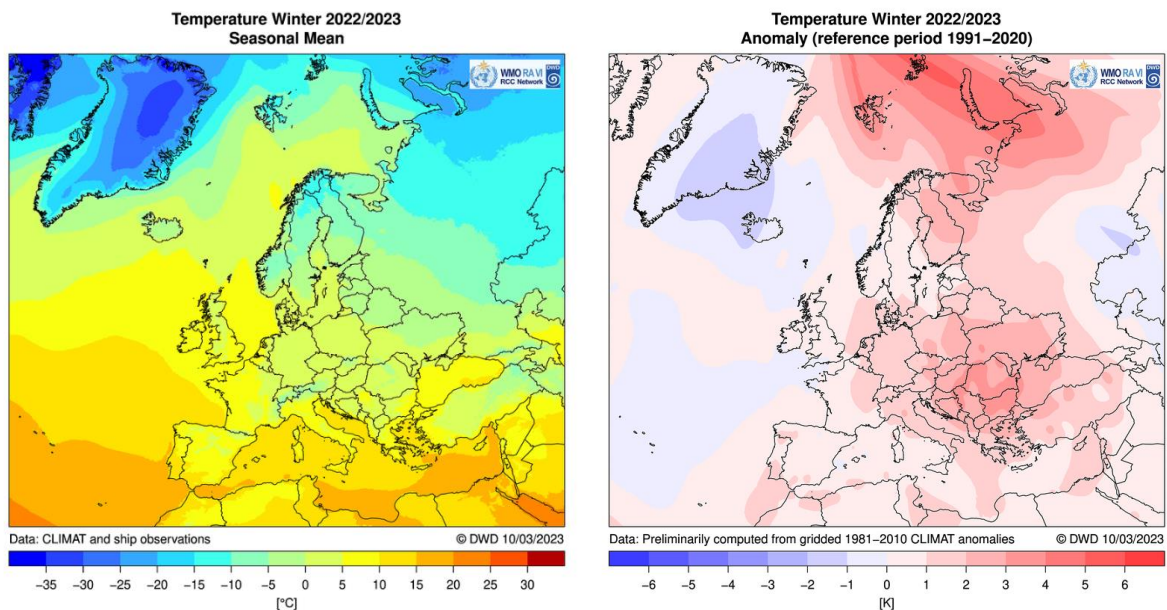 Temperature Winter 2022/2023
Seasonal Mean
WMO RA VI
RCC Network
DWD
Data: CLIMAT and ship observations
© DWD 10/03/2023
−35 −30 −25 −20 −15 −10 −5 0 5 10 15 20 25 30
[°C]
Temperature Winter 2022/2023
Anomaly (reference period 1991−2020)
WMO RA VI
RCC Network
DWD
Data: Preliminarily computed from gridded 1981−2010 CLIMAT anomalies
© DWD 10/03/2023
−6 −5 −4 −3 −2 −1 0 1 2 3 4 5 6
[K]